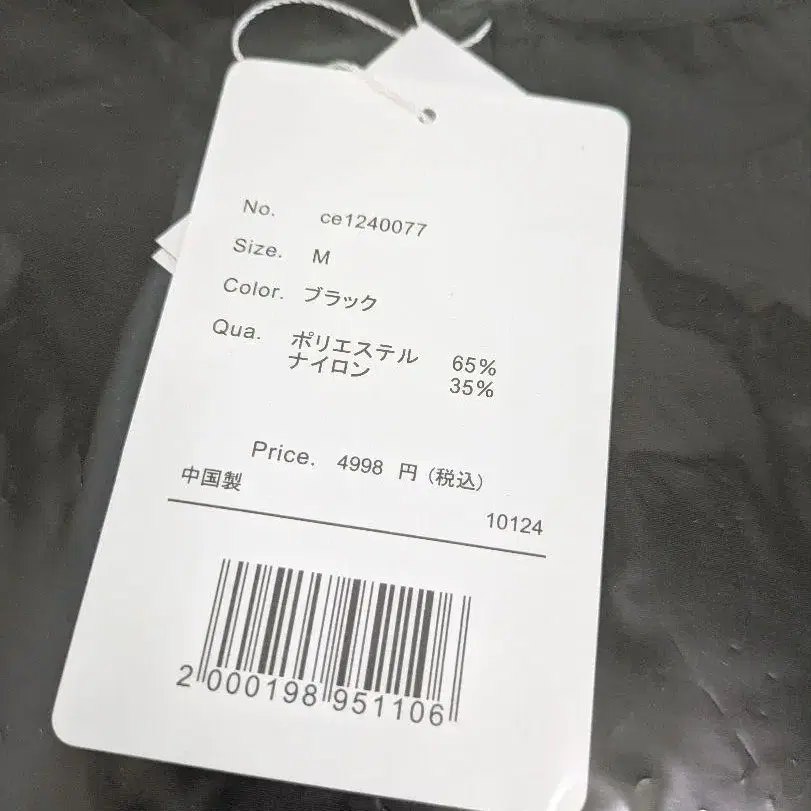 No. ce1240077
Size. M
Color. ブラック
Qua. ポリエステル 65%
ナイロン 35%
Price. 4998 円 (税込)
中国製
10124
2 000198 951106